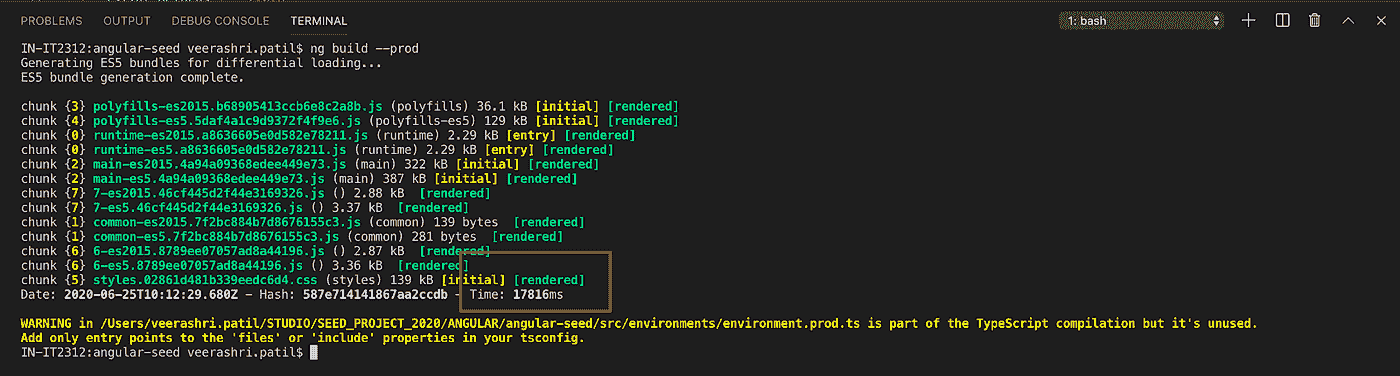 PROBLEMS OUTPUT DEBUG CONSOLE TERMINAL 1: bash
IN-IT2312:angular-seed veerashri.patil$ ng build --prod
Generating ES5 bundles for differential loading...
ES5 bundle generation complete.
chunk {3} polyfills-es2015.b68905413ccb6e8c2a8b.js (polyfills) 36.1 kB [initial] [rendered]
chunk {4} polyfills-es5.5daf4a1c9d9372f4f9e6.js (polyfills-es5) 129 kB [initial] [rendered]
chunk {0} runtime-es2015.a8636605e0d582e78211.js (runtime) 2.29 kB [entry] [rendered]
chunk {0} runtime-es5.a8636605e0d582e78211.js (runtime) 2.29 kB [entry] [rendered]
chunk {2} main-es2015.4a94a09368edee449e73.js (main) 322 kB [initial] [rendered]
chunk {2} main-es5.4a94a09368edee449e73.js (main) 387 kB [initial] [rendered]
chunk {7} 7-es2015.46cf445d2f44e3169326.js () 2.88 kB [rendered]
chunk {7} 7-es5.46cf445d2f44e3169326.js () 3.37 kB [rendered]
chunk {1} common-es2015.7f2bc884b7d8676155c3.js (common) 139 bytes [rendered]
chunk {1} common-es5.7f2bc884b7d8676155c3.js (common) 281 bytes [rendered]
chunk {6} 6-es2015.8789ee07057ad8a44196.js () 2.87 kB [rendered]
chunk {6} 6-es5.8789ee07057ad8a44196.js () 3.36 kB [rendered]
chunk {5} styles.02861d481b339eedc6d4.css (styles) 139 kB [initial] [rendered]
Date: 2020-06-25T10:12:29.680Z - Hash: 587e714141867aa2ccdb - Time: 17816ms
WARNING in /Users/veerashri.patil/STUDIO/SEED_PROJECT_2020/ANGULAR/angular-seed/src/environments/environment.prod.ts is part of the TypeScript compilation but it's unused.
Add only entry points to the 'files' or 'include' properties in your tsconfig.
IN-IT2312:angular-seed veerashri.patil$